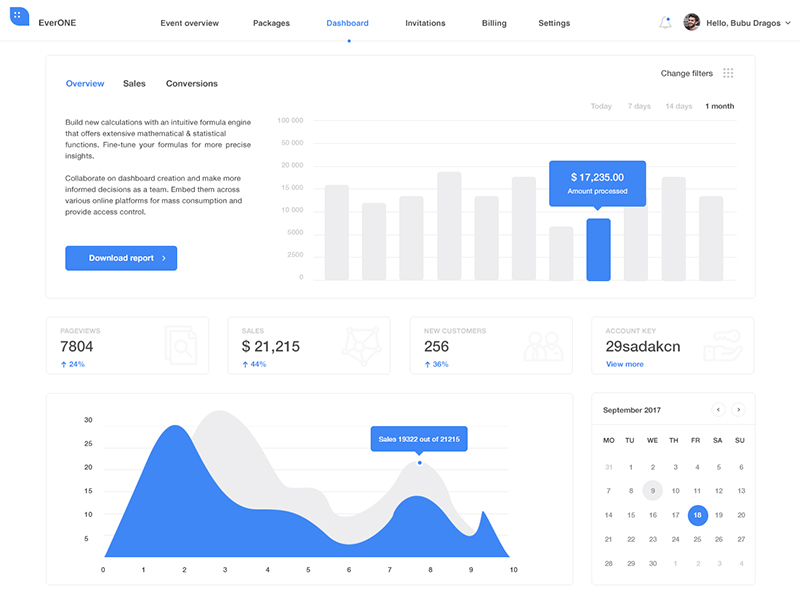 EverONE
Event overview
Packages
Dashboard
Invitations
Billing
Settings
Hello, Bubu Dragos
Overview
Sales
Conversions
Change filters
Today
7 days
14 days
1 month
Build new calculations with an intuitive formula engine
that offers extensive mathematical & statistical
functions. Fine-tune your formulas for more precise
insights.
Collaborate on dashboard creation and make more
informed decisions as a team. Embed them across
various online platforms for mass consumption and
provide access control.
Download report
100 000
50 000
20 000
15 000
10 000
5000
2500
0
$ 17,235.00
Amount processed
PAGEVIEWS
7804
24%
SALES
$ 21,215
44%
NEW CUSTOMERS
256
36%
ACCOUNT KEY
29sadakcn
View more
30
25
20
15
10
5
0 1 2 3 4 5 6 7 8 9 10
Sales 19322 out of 21215
September 2017
MO TU WE TH FR SA SU
31 1 2 3 4 5 6
7 8 9 10 11 12 13
14 15 16 17 18 19 20
21 22 23 24 25 26 27
28 29 30 1 2 3 4